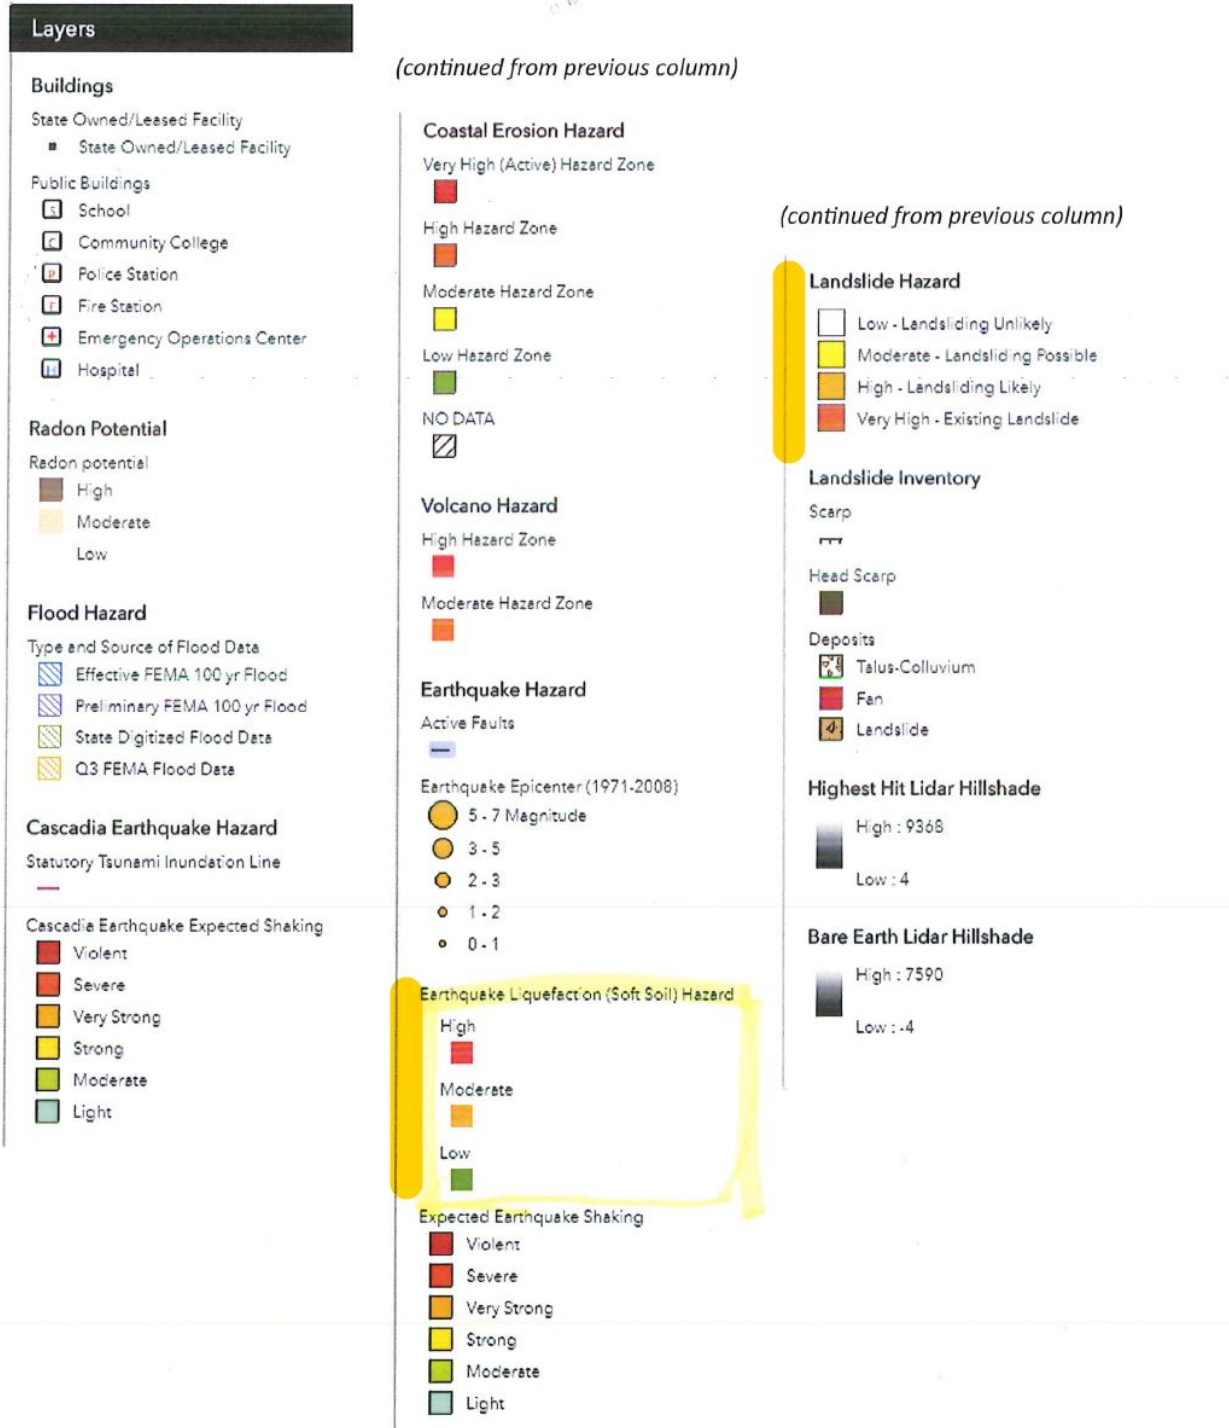 Layers
Buildings
State Owned/Leased Facility
State Owned/Leased Facility
Public Buildings
S School
C Community College
P Police Station
F Fire Station
Emergency Operations Center
H Hospital
Radon Potential
Radon potential
High
Moderate
Low
Flood Hazard
Type and Source of Flood Data
Effective FEMA 100 yr Flood
Preliminary FEMA 100 yr Flood
State Digitized Flood Data
Q3 FEMA Flood Data
Cascadia Earthquake Hazard
Statutory Tsunami Inundation Line
Cascadia Earthquake Expected Shaking
Violent
Severe
Very Strong
Strong
Moderate
Light
(continued from previous column)
Coastal Erosion Hazard
Very High (Active) Hazard Zone
High Hazard Zone
Moderate Hazard Zone
Low Hazard Zone
NO DATA
Volcano Hazard
High Hazard Zone
Moderate Hazard Zone
Earthquake Hazard
Active Faults
Earthquake Epicenter (1971-2008)
5 - 7 Magnitude
3 - 5
2 - 3
1 - 2
0 - 1
Earthquake Liquefaction (Soft Soil) Hazard
High
Moderate
Low
Expected Earthquake Shaking
Violent
Severe
Very Strong
Strong
Moderate
Light
(continued from previous column)
Landslide Hazard
Low - Landsliding Unlikely
Moderate - Landsliding Possible
High - Landsliding Likely
Very High - Existing Landslide
Landslide Inventory
Scarp
Head Scarp
Deposits
Talus-Colluvium
Fan
Landslide
Highest Hit Lidar Hillshade
High : 9368
Low : 4
Bare Earth Lidar Hillshade
High : 7590
Low : -4